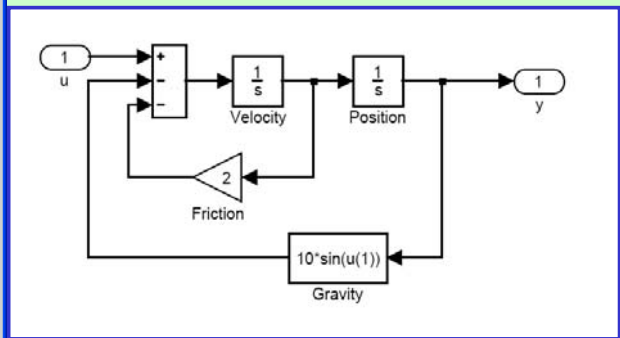 1
u
+
-
-
1
s
Velocity
1
s
Position
1
y
2
Friction
10*sin(u(1))
Gravity